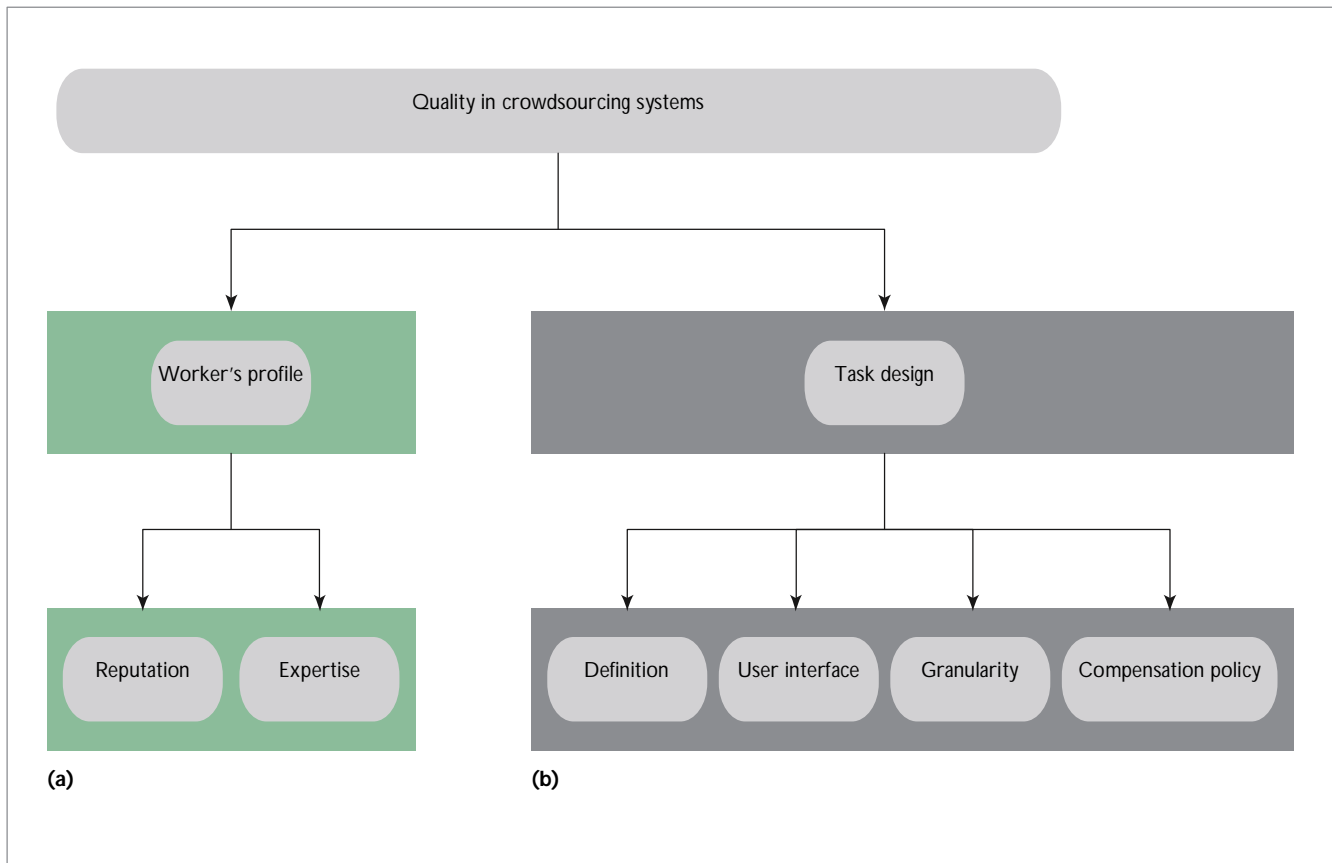 Quality in crowdsourcing systems
Worker's profile
Task design
Reputation
Expertise
Definition
User interface
Granularity
Compensation policy
(a)
(b)